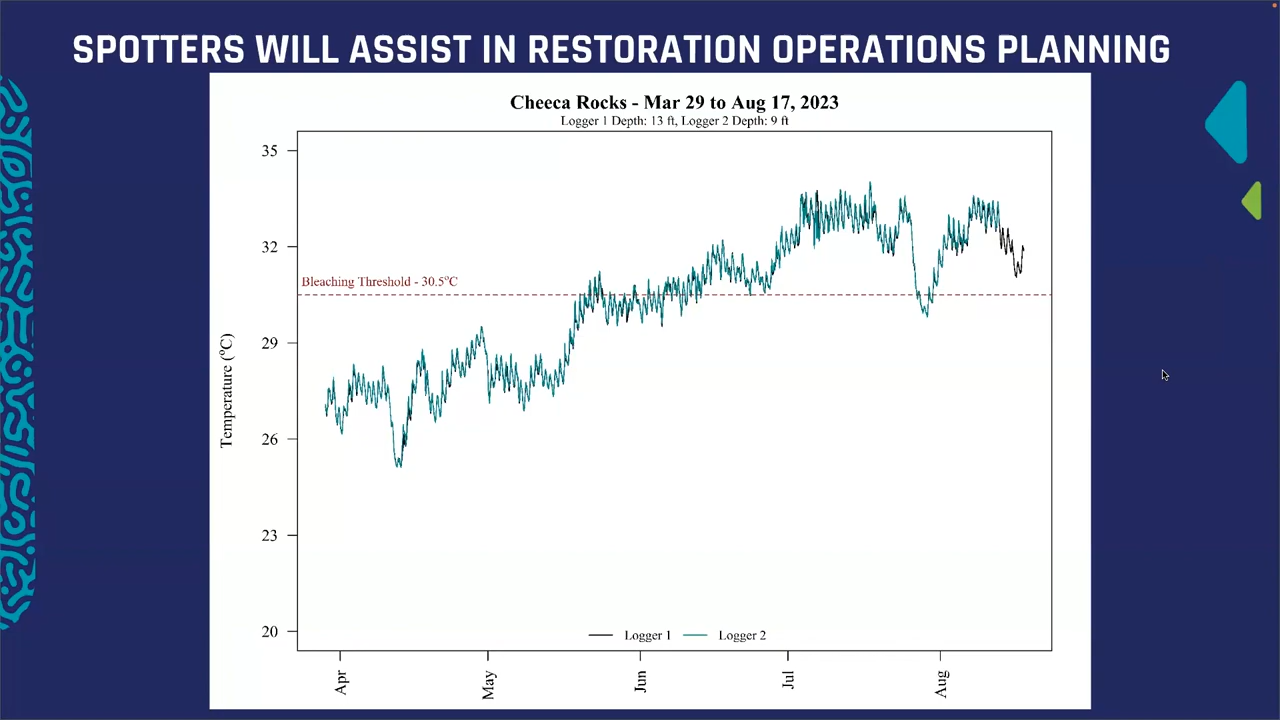 SPOTTERS WILL ASSIST IN RESTORATION OPERATIONS PLANNING
Cheeca Rocks - Mar 29 to Aug 17, 2023
Logger 1 Depth: 13 ft, Logger 2 Depth: 9 ft
35
32
Bleaching Threshold - 30.5°C
29
26
23
20
Temperature (°C)
Logger 1 Logger 2
Apr May Jun Jul Aug